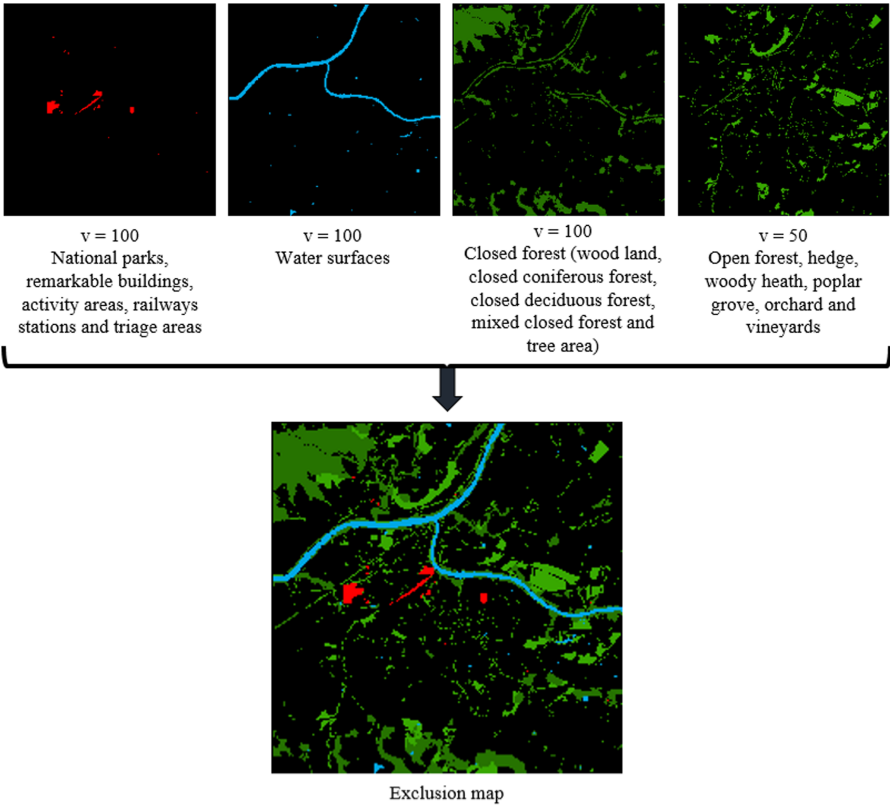 v = 100
National parks,
remarkable buildings,
activity areas, railways
stations and triage areas
v = 100
Water surfaces
v = 100
Closed forest (wood land,
closed coniferous forest,
closed deciduous forest,
mixed closed forest and
tree area)
v = 50
Open forest, hedge,
woody heath, poplar
grove, orchard and
vineyards
Exclusion map